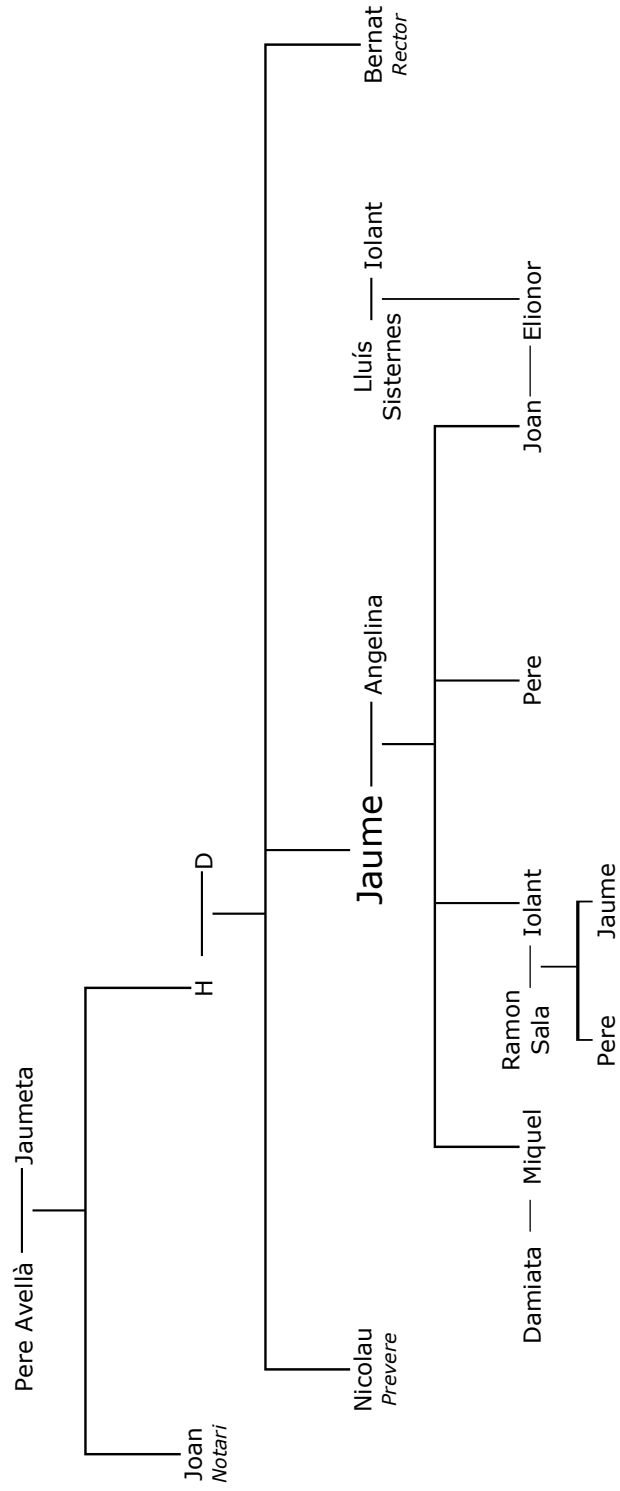 Pere Avellà
Jaumeta
Joan
Notari
H
D
Nicolau
Prevere
Jaume
Angelina
Lluís
Sisternes
Iolant
Bernat
Rector
Damiata
Miquel
Ramon
Sala
Iolant
Pere
Joan
Elionor
Pere
Jaume